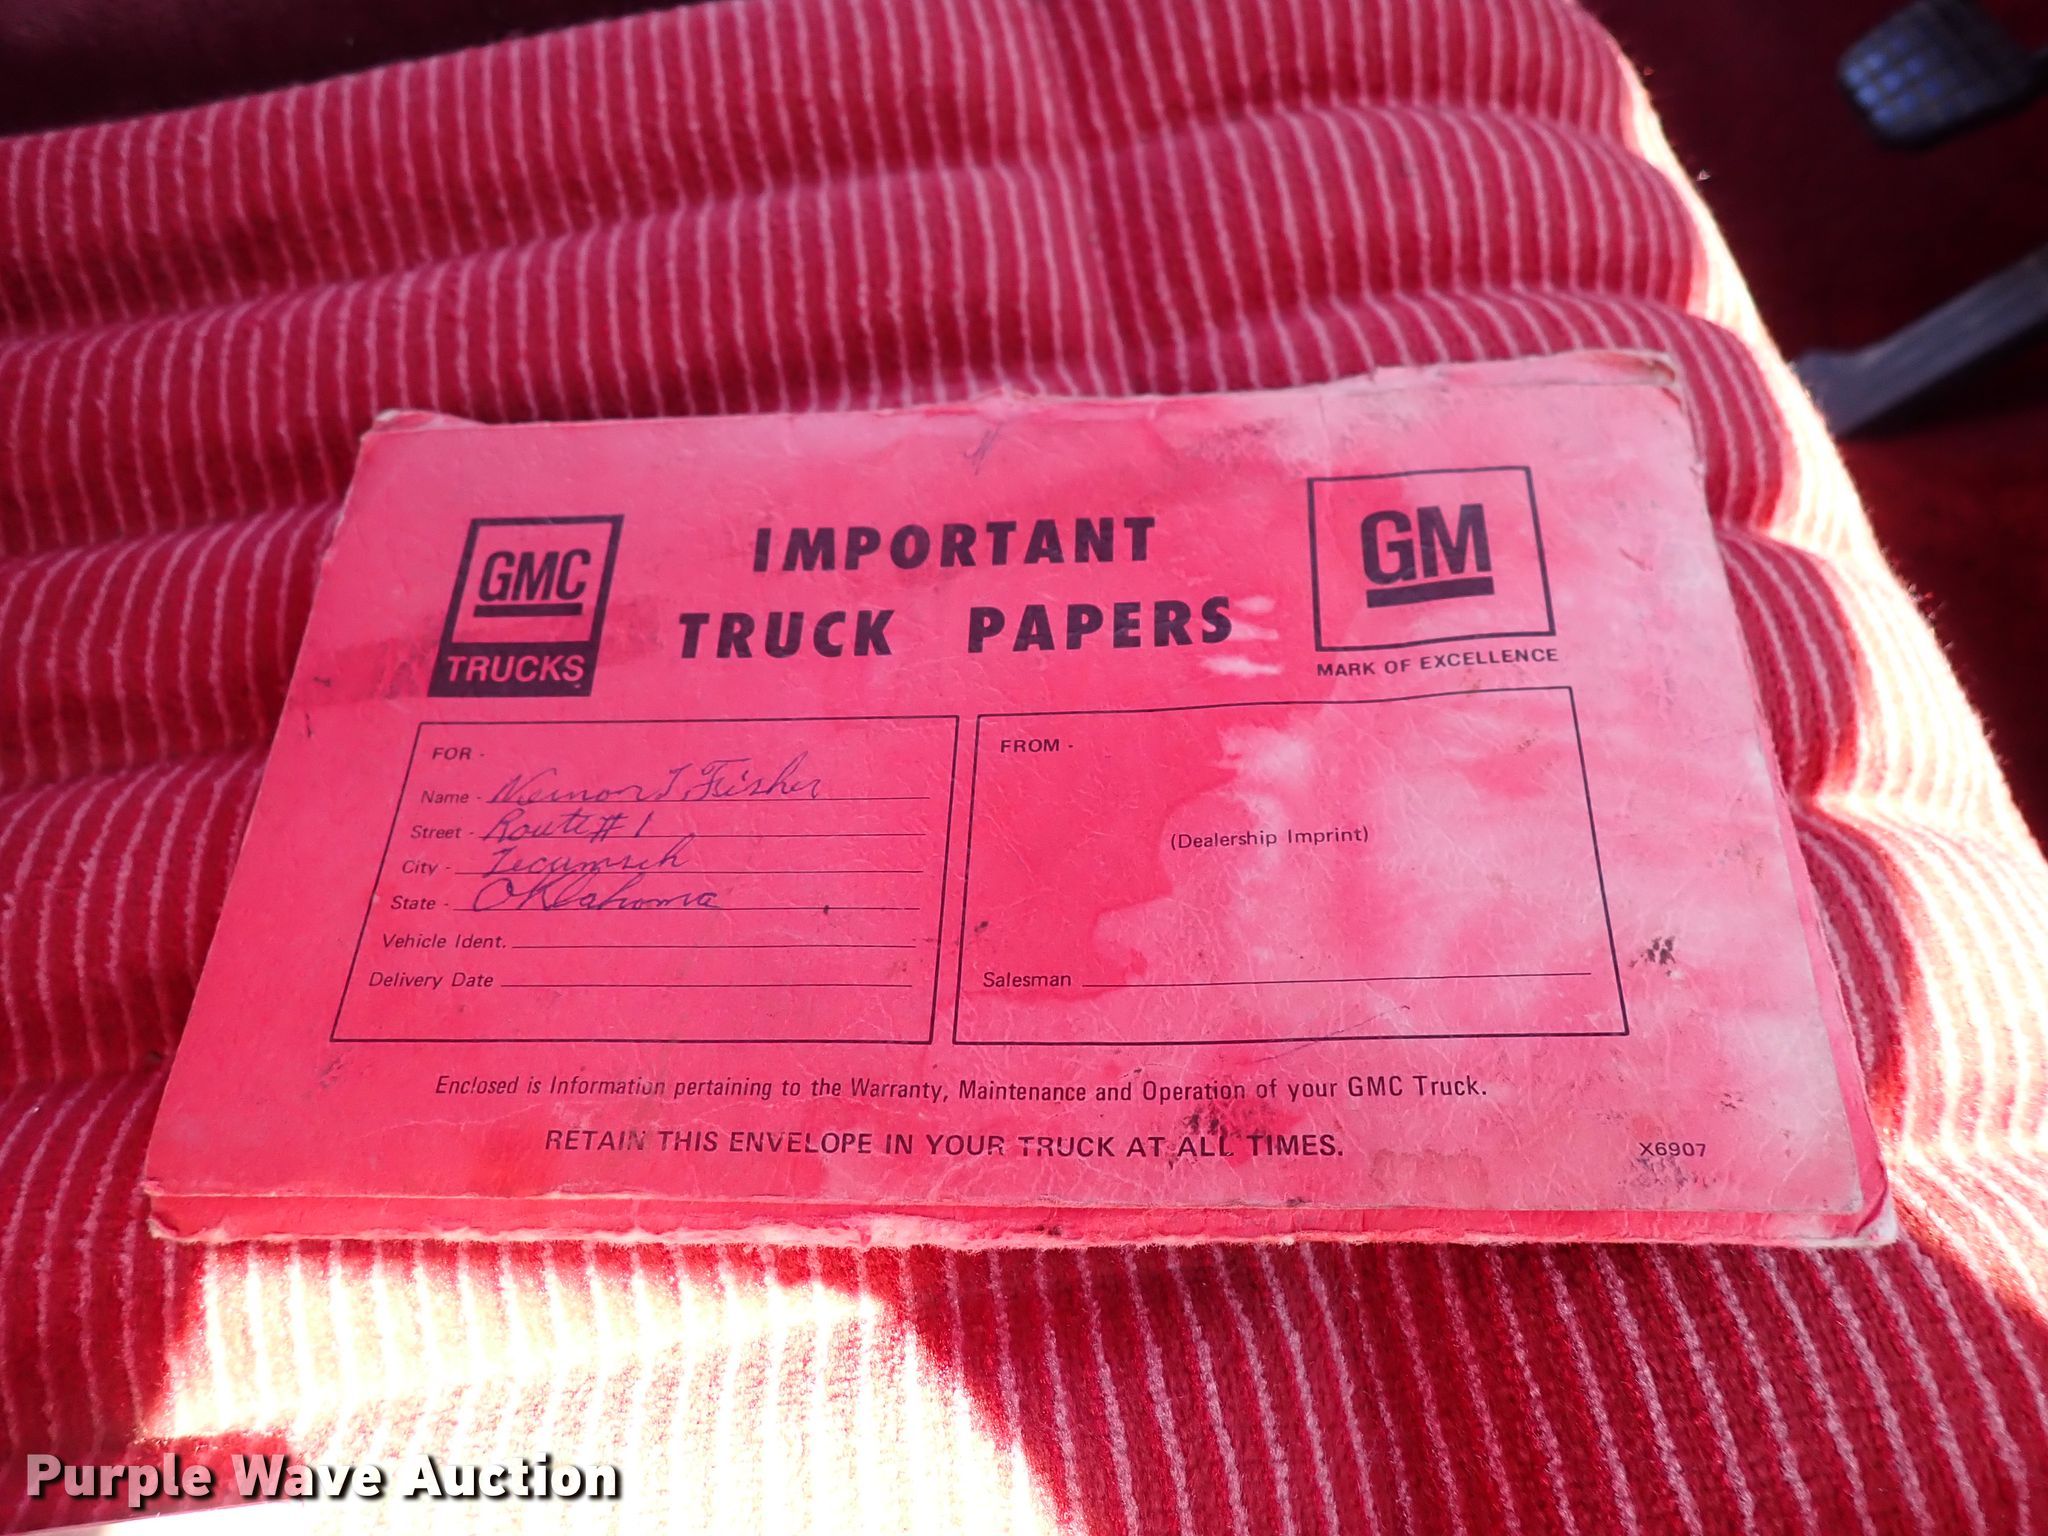 GMC
TRUCKS
IMPORTANT
TRUCK PAPERS
GM
MARK OF EXCELLENCE
FOR -
Name - Vernon T. Fisher
Street - Route # 1
City - Tecumseh
State - Oklahoma
Vehicle Ident.
Delivery Date
FROM -
(Dealership Imprint)
Salesman
Enclosed is Information pertaining to the Warranty, Maintenance and Operation of your GMC Truck.
RETAIN THIS ENVELOPE IN YOUR TRUCK AT ALL TIMES.
X6907
Purple Wave Auction